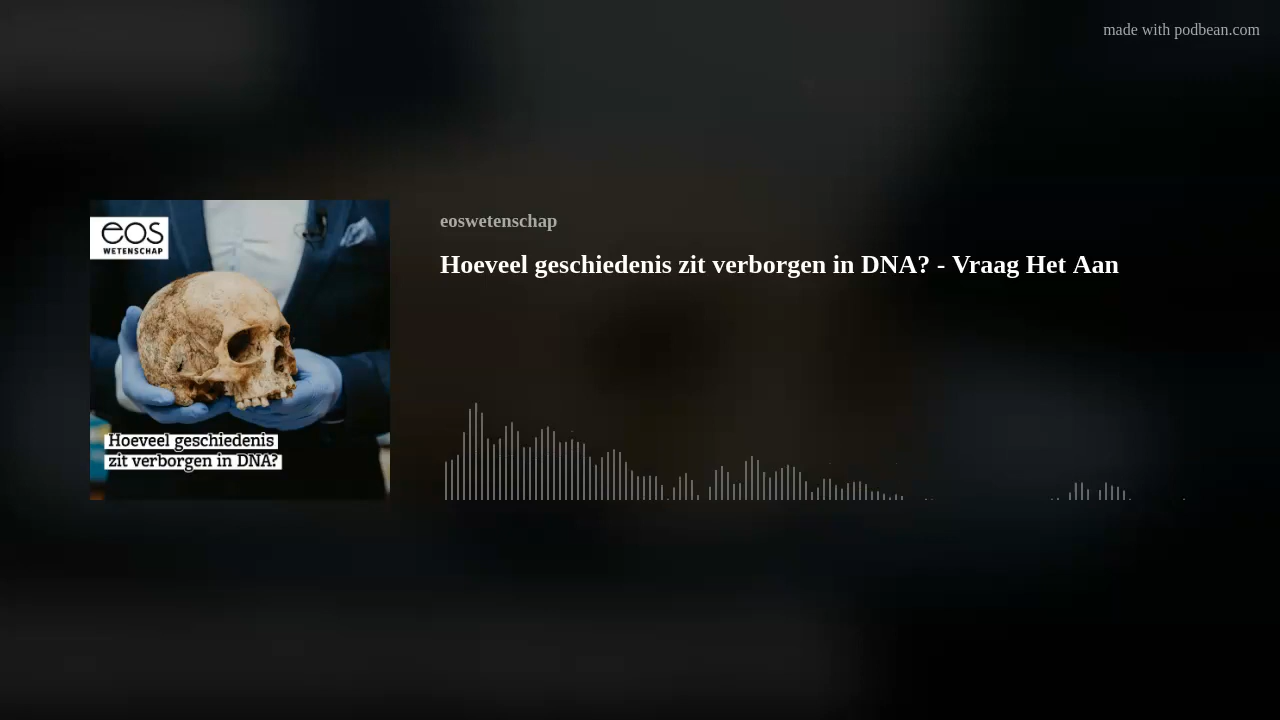 made with podbean.com
eos
WETENSCHAP
Hoeveel geschiedenis
zit verborgen in DNA?
eoswetenschap
Hoeveel geschiedenis zit verborgen in DNA? - Vraag Het Aan